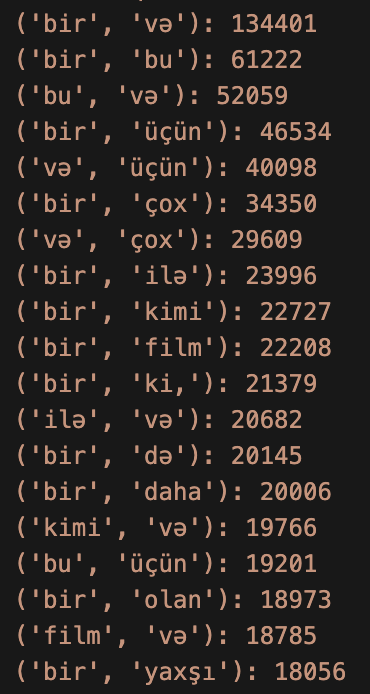 ('bir', 'və'): 134401
('bir', 'bu'): 61222
('bu', 'və'): 52059
('bir', 'üçün'): 46534
('və', 'üçün'): 40098
('bir', 'çox'): 34350
('və', 'çox'): 29609
('bir', 'ilə'): 23996
('bir', 'kimi'): 22727
('bir', 'film'): 22208
('bir', 'ki,'): 21379
('ilə', 'və'): 20682
('bir', 'də'): 20145
('bir', 'daha'): 20006
('kimi', 'və'): 19766
('bu', 'üçün'): 19201
('bir', 'olan'): 18973
('film', 'və'): 18785
('bir', 'yaxşı'): 18056